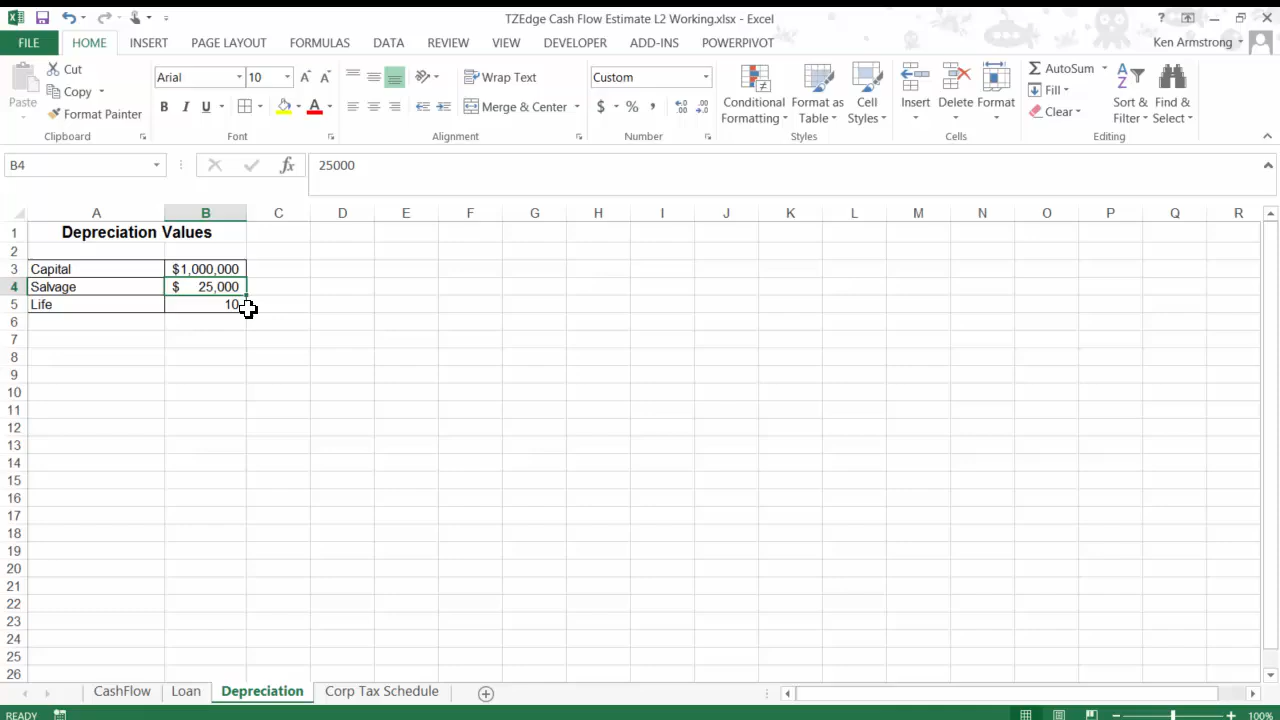 TZEdge Cash Flow Estimate L2 Working.xlsx - Excel
?
FILE HOME INSERT PAGE LAYOUT FORMULAS DATA REVIEW VIEW DEVELOPER ADD-INS POWERPIVOT Ken Armstrong
Paste Cut Copy Format Painter
Arial 10
B I U A
Wrap Text
Merge & Center
Custom
$ % ,
Conditional Formatting
Format as Table
Cell Styles
Insert Delete Format
AutoSum
Fill
Clear
Sort & Filter
Find & Select
Clipboard Font Alignment Number Styles Cells Editing
B4 fx 25000
A B C D E F G H I J K L M N O P Q R
1 Depreciation Values
2
3 Capital $1,000,000
4 Salvage $ 25,000
5 Life 10
6
7
8
9
10
11
12
13
14
15
16
17
18
19
20
21
22
23
24
25
26
CashFlow Loan Depreciation Corp Tax Schedule
READY 100%